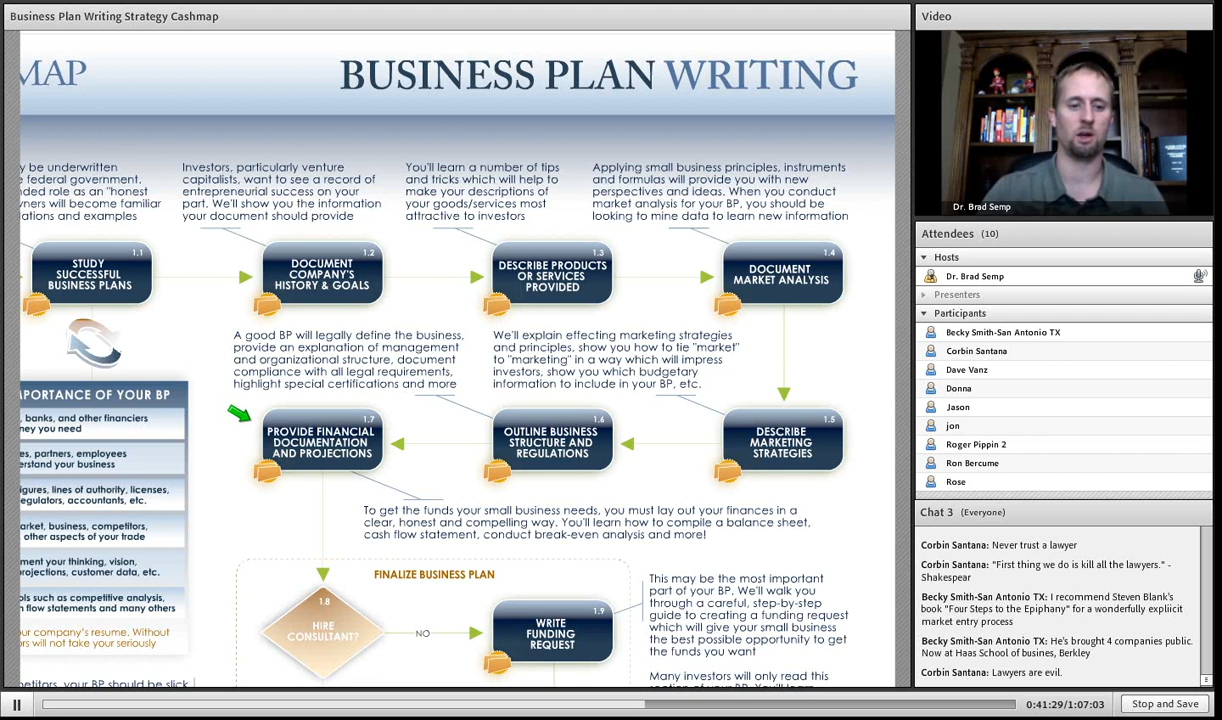 Business Plan Writing Strategy Cashmap
MAP
BUSINESS PLAN WRITING
y be underwritten
e federal government.
nded role as an "honest
wners will become familiar
lations and examples
Investors, particularly venture
capitalists, want to see a record of
entrepreneurial success on your
part. We'll show you the information
your document should provide
You'll learn a number of tips
and tricks which will help to
make your descriptions of
your goods/services most
attractive to investors
Applying small business principles, instruments
and formulas will provide you with new
perspectives and ideas. When you conduct
market analysis for your BP, you should be
looking to mine data to learn new information
1.1
STUDY
SUCCESSFUL
BUSINESS PLANS
1.2
DOCUMENT
COMPANY'S
HISTORY & GOALS
1.3
DESCRIBE PRODUCTS
OR SERVICES
PROVIDED
1.4
DOCUMENT
MARKET ANALYSIS
A good BP will legally define the business,
provide an explanation of management
and organizational structure, document
compliance with all legal requirements,
highlight special certifications and more
We'll explain effecting marketing strategies
and principles, show you how to tie "market"
to "marketing" in a way which will impress
investors, show you which budgetary
information to include in your BP, etc.
1.7
PROVIDE FINANCIAL
DOCUMENTATION
AND PROJECTIONS
1.6
OUTLINE BUSINESS
STRUCTURE AND
REGULATIONS
1.5
DESCRIBE
MARKETING
STRATEGIES
PORTANCE OF YOUR BP
, banks, and other financiers
ney you need
es, partners, employees
erstand your business
igures, lines of authority, licenses,
egulators, accountants, etc.
arket, business, competitors,
other aspects of your trade
ment your thinking, vision,
rojections, customer data, etc.
ols such as competitive analysis,
h flow statements and many others
our company's resume. Without
rs will not take your seriously
petitors, your BP should be slick
To get the funds your small business needs, you must lay out your finances in a
clear, honest and compelling way. You'll learn how to compile a balance sheet,
cash flow statement, conduct break-even analysis and more!
FINALIZE BUSINESS PLAN
1.8
HIRE
CONSULTANT?
NO
1.9
WRITE
FUNDING
REQUEST
This may be the most important
part of your BP. We'll walk you
through a careful, step-by-step
guide to creating a funding request
which will give your small business
the best possible opportunity to get
the funds you want
Many investors will only read this
Video
Dr. Brad Semp
Attendees (10)
Hosts
Dr. Brad Semp
Presenters
Participants
Becky Smith-San Antonio TX
Corbin Santana
Dave Vanz
Donna
Jason
jon
Roger Pippin 2
Ron Bercume
Rose
Chat 3 (Everyone)
Corbin Santana: Never trust a lawyer
Corbin Santana: "First thing we do is kill all the lawyers." -
Shakespear
Becky Smith-San Antonio TX: I recommend Steven Blank's
book "Four Steps to the Epiphany" for a wonderfully expliicit
market entry process
Becky Smith-San Antonio TX: He's brought 4 companies public.
Now at Haas School of busines, Berkley
Corbin Santana: Lawyers are evil.
0:41:29/1:07:03
Stop and Save